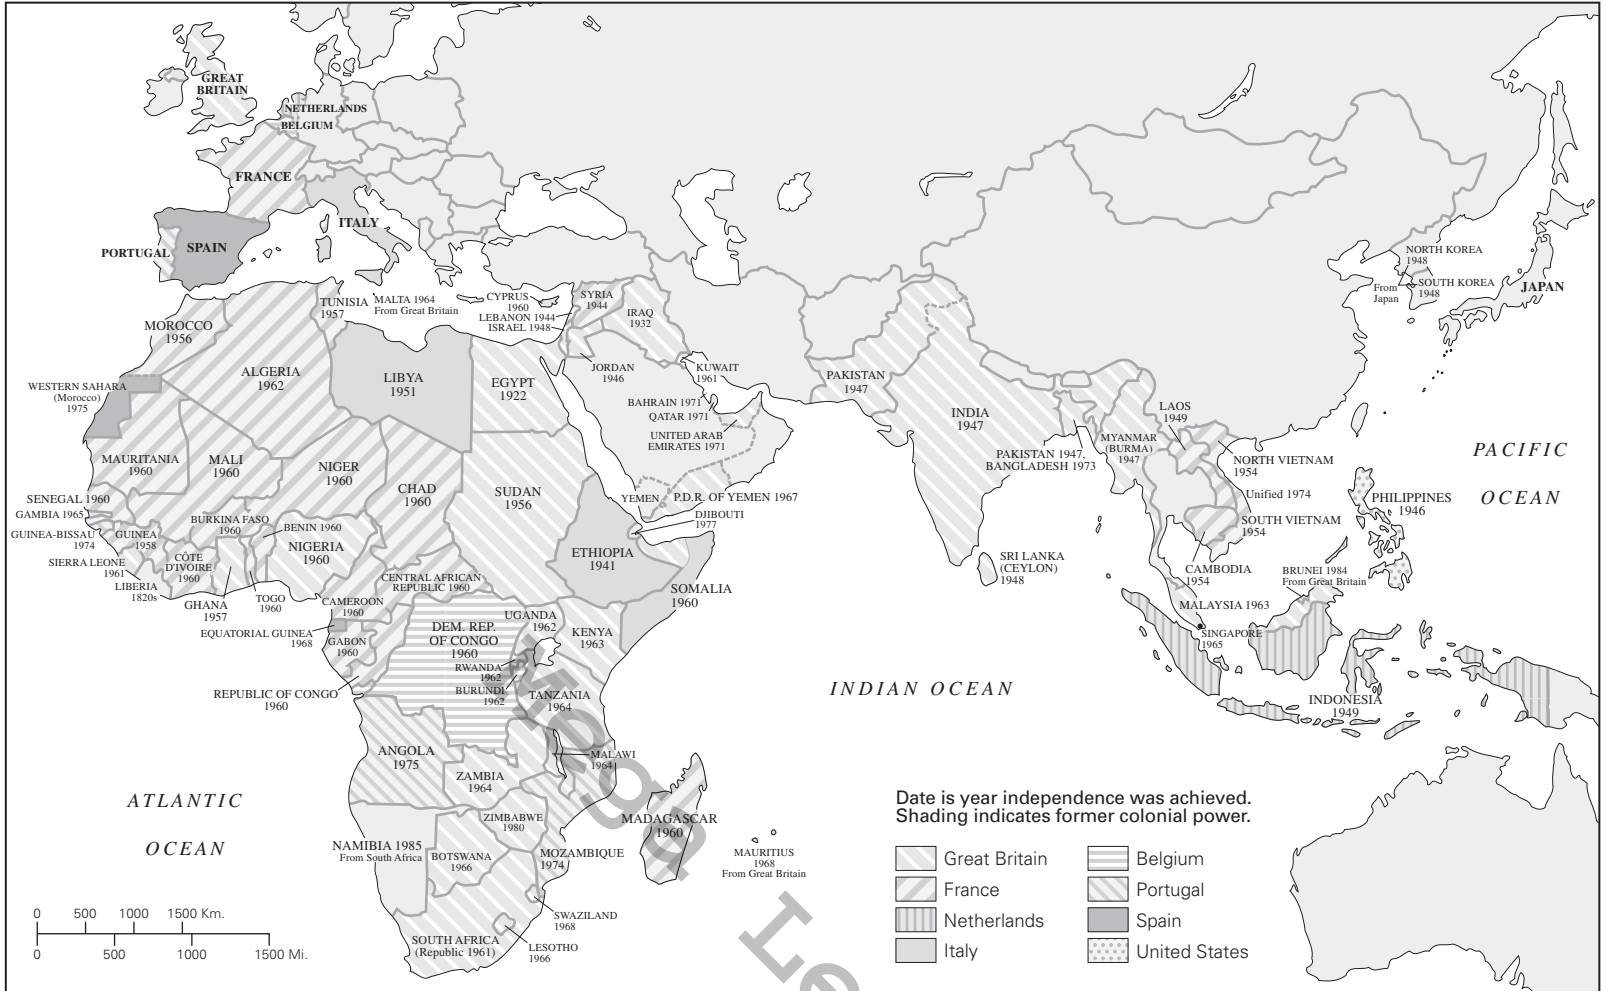 GREAT
BRITAIN
NETHERLANDS
BELGIUM
FRANCE
ITALY
PORTUGAL
SPAIN
NORTH KOREA
1948
SOUTH KOREA
1948
From
Japan
JAPAN
TUNISIA
1957
MALTA 1964
From Great Britain
CYPRUS
1960
LEBANON 1944
ISRAEL 1948
SYRIA
1944
IRAQ
1932
MOROCCO
1956
ALGERIA
1962
LIBYA
1951
EGYPT
1922
JORDAN
1946
KUWAIT
1961
BAHRAIN 1971
QATAR 1971
UNITED ARAB
EMIRATES 1971
PAKISTAN
1947
INDIA
1947
PAKISTAN 1947,
BANGLADESH 1973
MYANMAR
(BURMA)
1947
LAOS
1949
NORTH VIETNAM
1954
Unified 1974
SOUTH VIETNAM
1954
PHILIPPINES
1946
PACIFIC
OCEAN
WESTERN SAHARA
(Morocco)
1975
MAURITANIA
1960
MALI
1960
NIGER
1960
CHAD
1960
SUDAN
1956
YEMEN
P.D.R. OF YEMEN 1967
DJIBOUTI
1977
SENEGAL 1960
GAMBIA 1965
GUINEA-BISSAU
1974
GUINEA
1958
SIERRA LEONE
1961
LIBERIA
1820s
CÔTE
D'IVOIRE
1960
BURKINA FASO
1960
BENIN 1960
NIGERIA
1960
GHANA
1957
TOGO
1960
CAMEROON
1960
CENTRAL AFRICAN
REPUBLIC 1960
ETHIOPIA
1941
SOMALIA
1960
EQUATORIAL GUINEA
1968
GABON
1960
REPUBLIC OF CONGO
1960
DEM. REP.
OF CONGO
1960
UGANDA
1962
KENYA
1963
RWANDA
1962
BURUNDI
1962
TANZANIA
1964
SRI LANKA
(CEYLON)
1948
CAMBODIA
1954
BRUNEI 1984
From Great Britain
MALAYSIA 1963
SINGAPORE
1965
INDONESIA
1949
INDIAN OCEAN
ANGOLA
1975
ZAMBIA
1964
MALAWI
1964
ZIMBABWE
1980
MOZAMBIQUE
1974
MADAGASCAR
1960
MAURITIUS
1968
From Great Britain
NAMIBIA 1985
From South Africa
BOTSWANA
1966
SWAZILAND
1968
LESOTHO
1966
SOUTH AFRICA
(Republic 1961)
ATLANTIC
OCEAN
0 500 1000 1500 Km.
0 500 1000 1500 Mi.
Date is year independence was achieved.
Shading indicates former colonial power.
Great Britain
France
Netherlands
Italy
Belgium
Portugal
Spain
United States
Mega Le